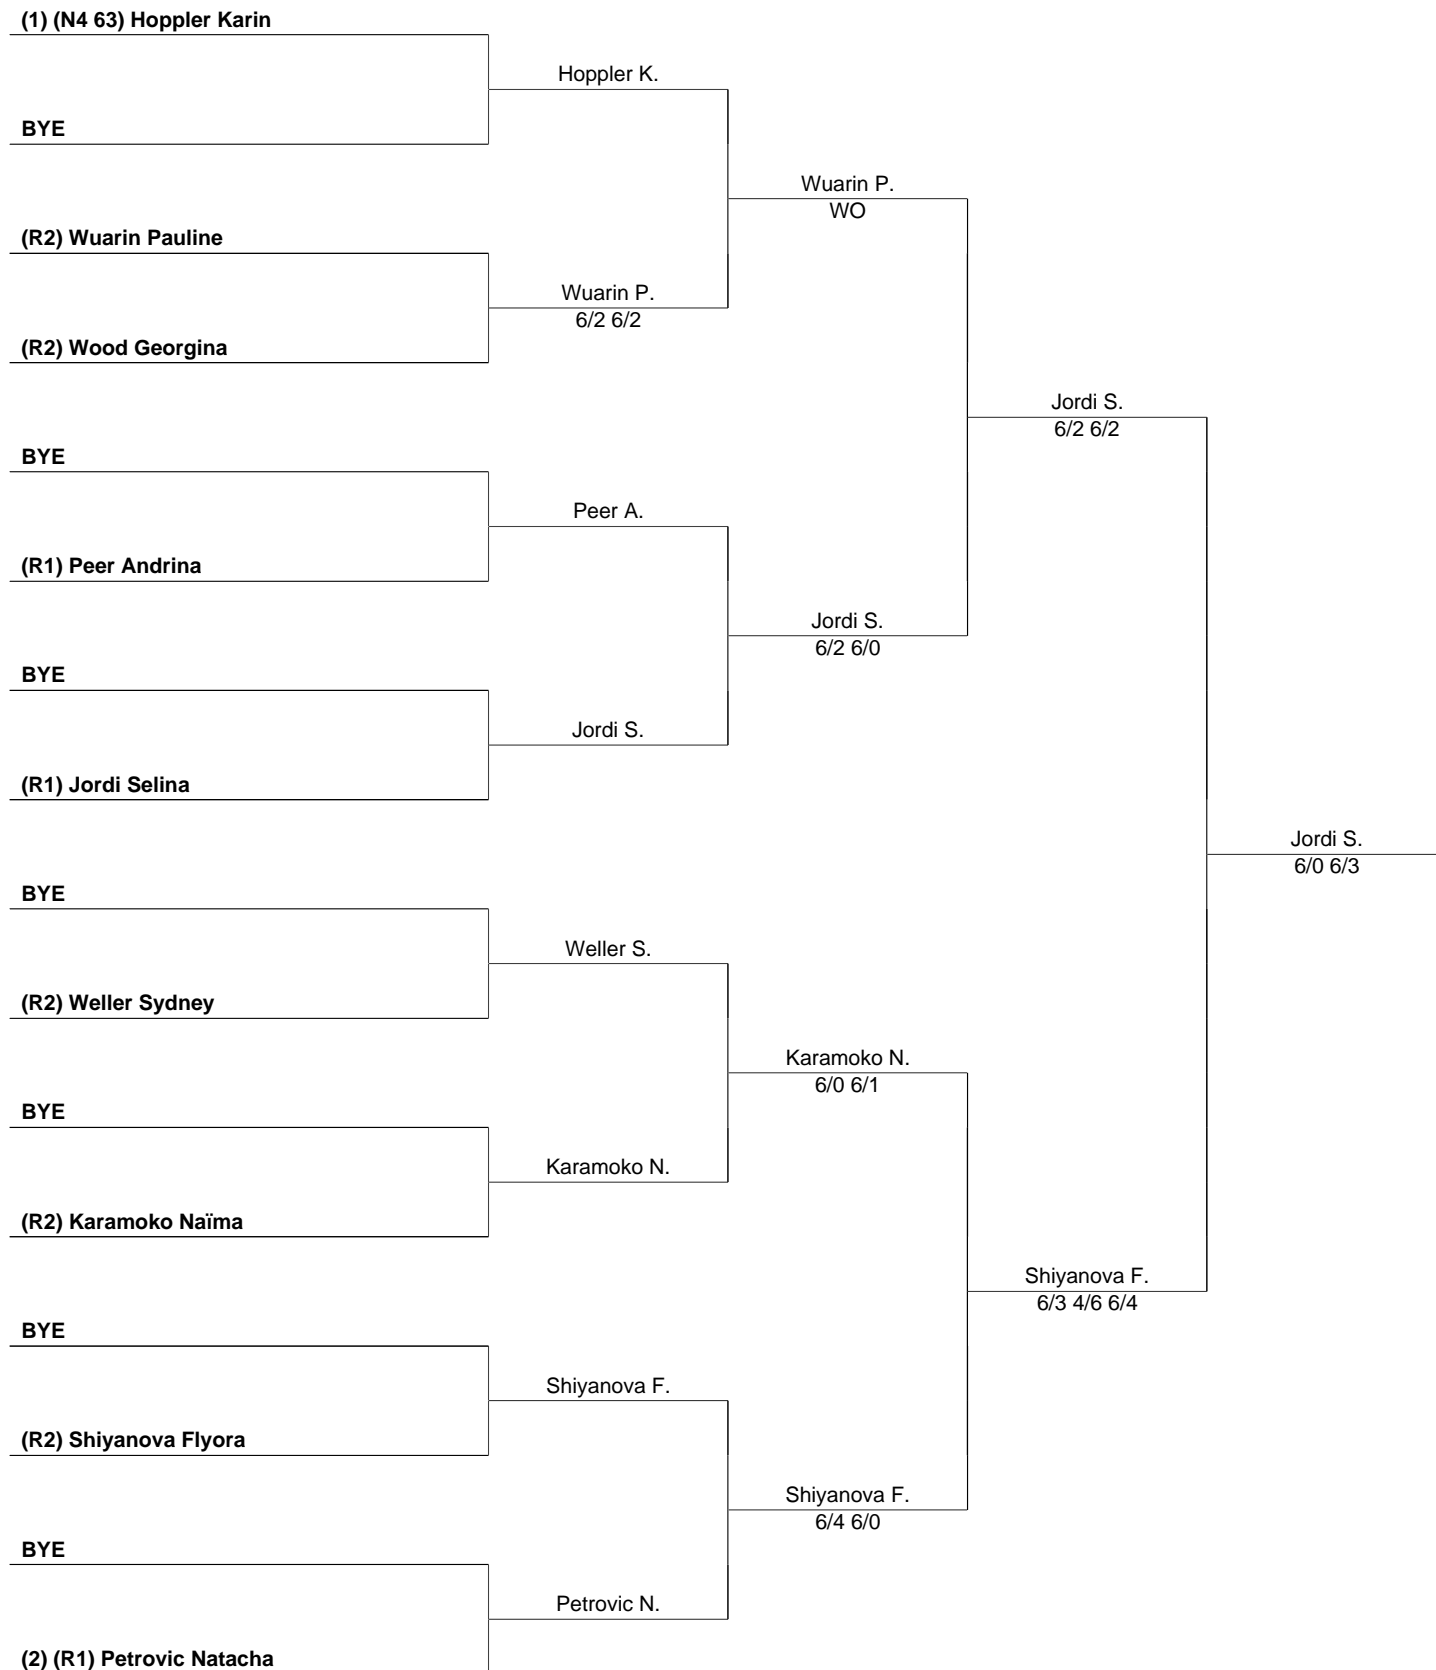 (1) (N4 63) Hoppler Karin
Hoppler K.
BYE
Wuarin P.
WO
(R2) Wuarin Pauline
Wuarin P.
6/2 6/2
(R2) Wood Georgina
Jordi S.
6/2 6/2
BYE
Peer A.
(R1) Peer Andrina
Jordi S.
6/2 6/0
BYE
Jordi S.
(R1) Jordi Selina
Jordi S.
6/0 6/3
BYE
Weller S.
(R2) Weller Sydney
Karamoko N.
6/0 6/1
BYE
Karamoko N.
(R2) Karamoko Naïma
Shiyanova F.
6/3 4/6 6/4
BYE
Shiyanova F.
(R2) Shiyanova Flyora
Shiyanova F.
6/4 6/0
BYE
Petrovic N.
(2) (R1) Petrovic Natacha